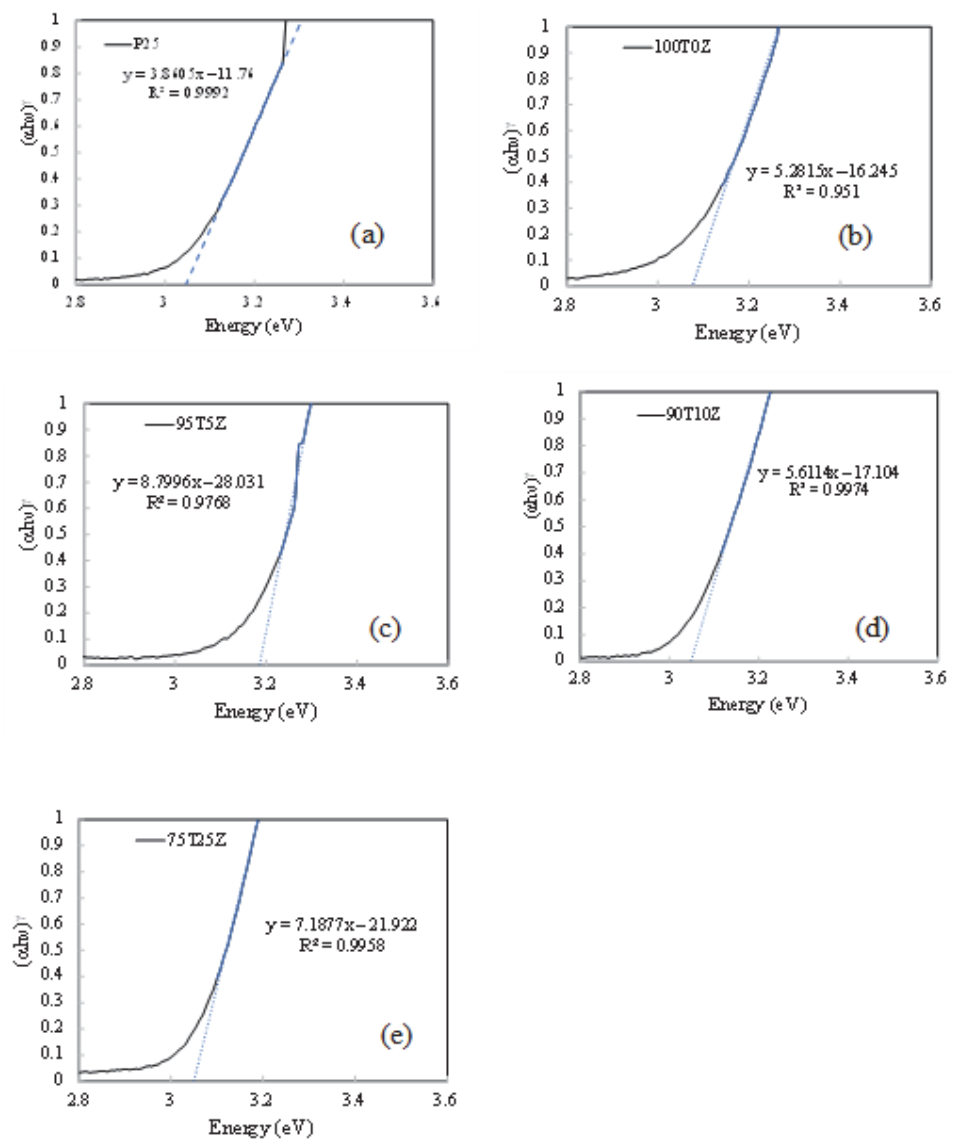 1
0.9
0.8
0.7
0.6
0.5
0.4
0.3
0.2
0.1
0
(αhυ)^γ
P25
y = 3.8605x−11.76
R² = 0.9992
(a)
2.8 3 3.2 3.4 3.6
Energy (eV)
1
0.9
0.8
0.7
0.6
0.5
0.4
0.3
0.2
0.1
0
(αhυ)^γ
100T0Z
y = 5.2815x−16.245
R² = 0.951
(b)
2.8 3 3.2 3.4 3.6
Energy (eV)
1
0.9
0.8
0.7
0.6
0.5
0.4
0.3
0.2
0.1
0
(αhυ)^γ
95T5Z
y = 8.7996x−28.031
R² = 0.9768
(c)
2.8 3 3.2 3.4 3.6
Energy (eV)
1
0.9
0.8
0.7
0.6
0.5
0.4
0.3
0.2
0.1
0
(αhυ)^γ
90T10Z
y = 5.6114x−17.104
R² = 0.9974
(d)
2.8 3 3.2 3.4 3.6
Energy (eV)
1
0.9
0.8
0.7
0.6
0.5
0.4
0.3
0.2
0.1
0
(αhυ)^γ
75T25Z
y = 7.1877x−21.922
R² = 0.9958
(e)
2.8 3 3.2 3.4 3.6
Energy (eV)